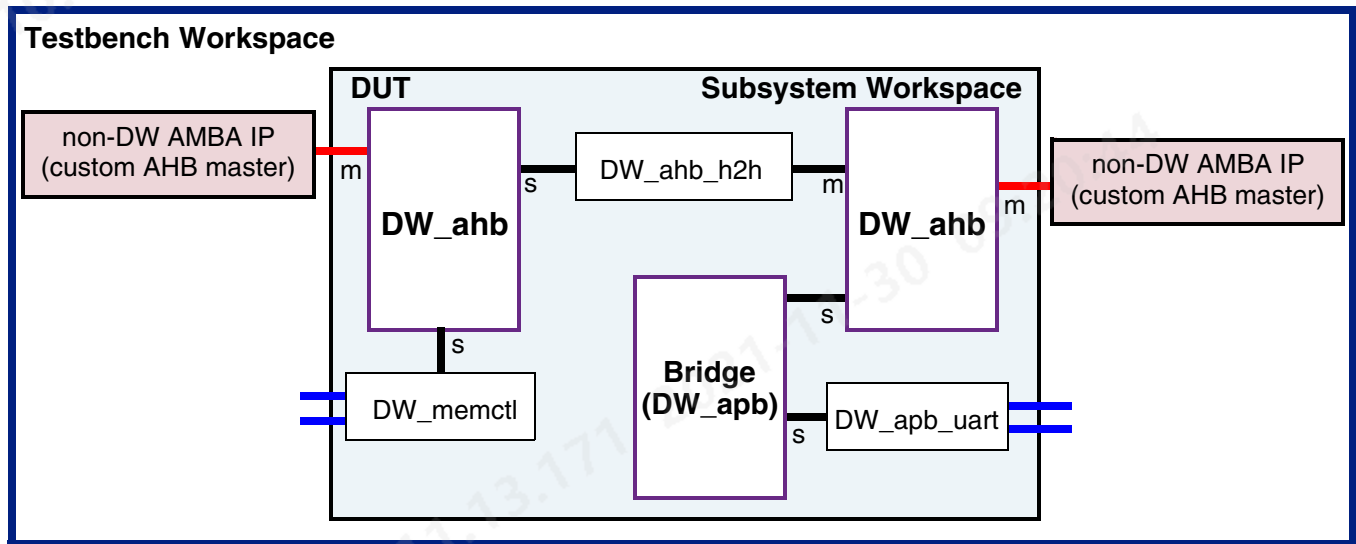 Testbench Workspace
DUT
Subsystem Workspace
non-DW AMBA IP
(custom AHB master)
m
DW_ahb
s
DW_ahb_h2h
m
DW_ahb
m
non-DW AMBA IP
(custom AHB master)
s
DW_memctl
s
Bridge
(DW_apb)
s
DW_apb_uart